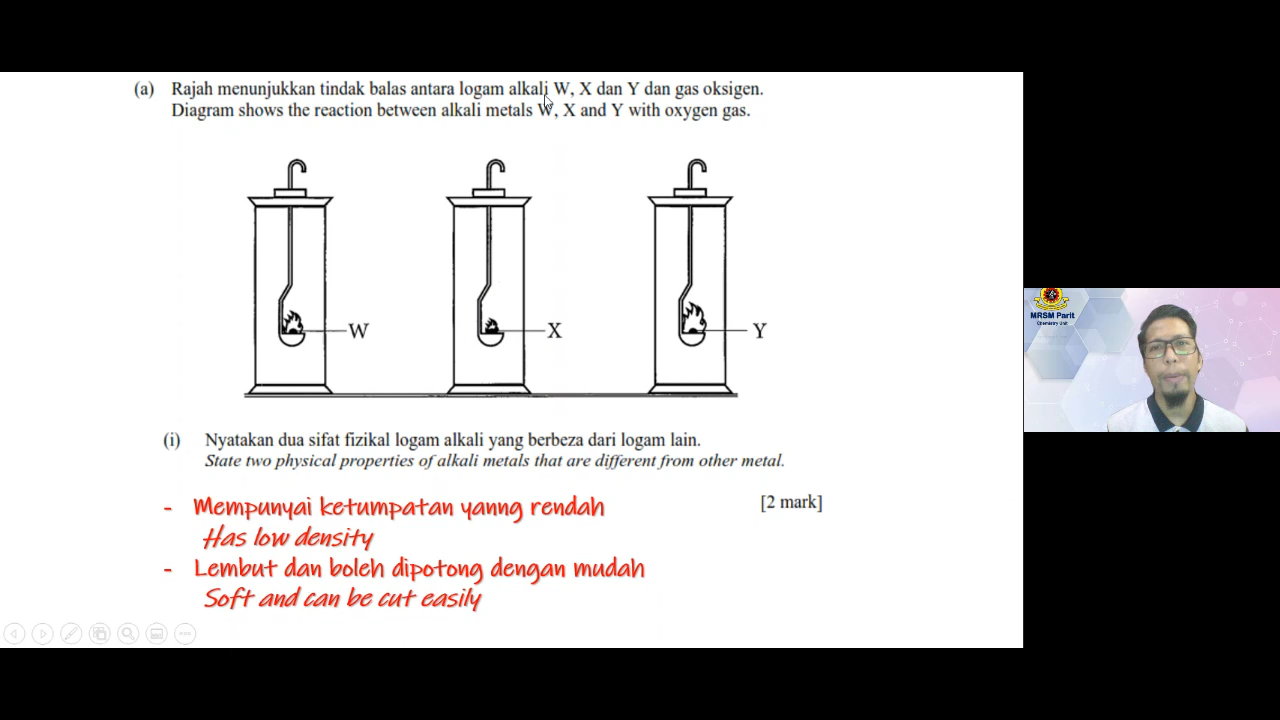 (a) Rajah menunjukkan tindak balas antara logam alkali W, X dan Y dan gas oksigen.
Diagram shows the reaction between alkali metals W, X and Y with oxygen gas.
W
X
Y
(i) Nyatakan dua sifat fizikal logam alkali yang berbeza dari logam lain.
State two physical properties of alkali metals that are different from other metal.
[2 mark]
- Mempunyai ketumpatan yanng rendah
Has low density
- Lembut dan boleh dipotong dengan mudah
Soft and can be cut easily
MRSM Parit
Chemistry Unit